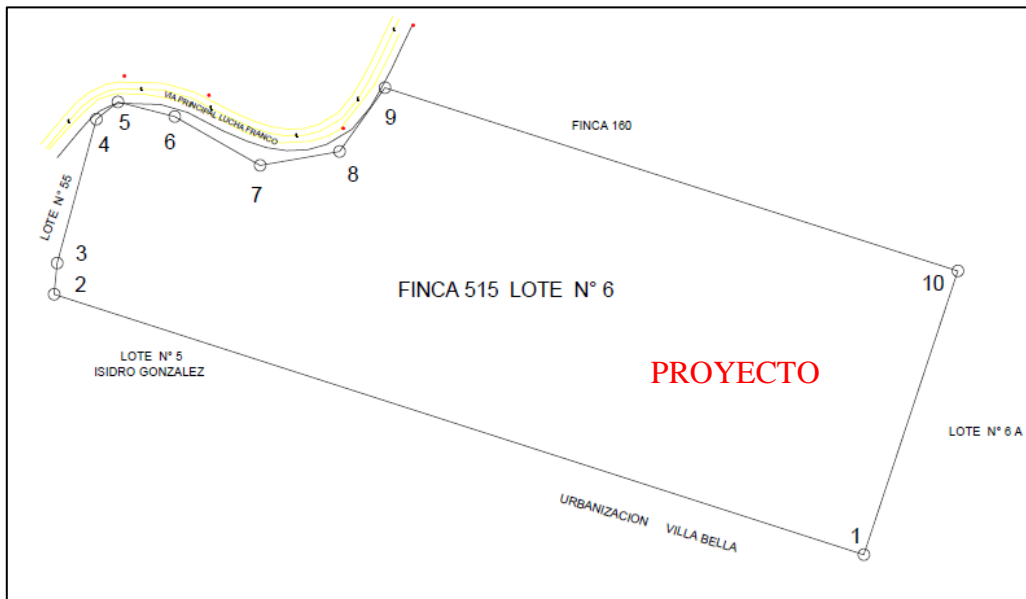 VIA PRINCIPAL LUCHA FRANCO
9
5
4
6
7
8
FINCA 160
LOTE N° 55
3
2
FINCA 515 LOTE N° 6
10
LOTE N° 5
ISIDRO GONZALEZ
PROYECTO
LOTE N° 6 A
URBANIZACION VILLA BELLA
1